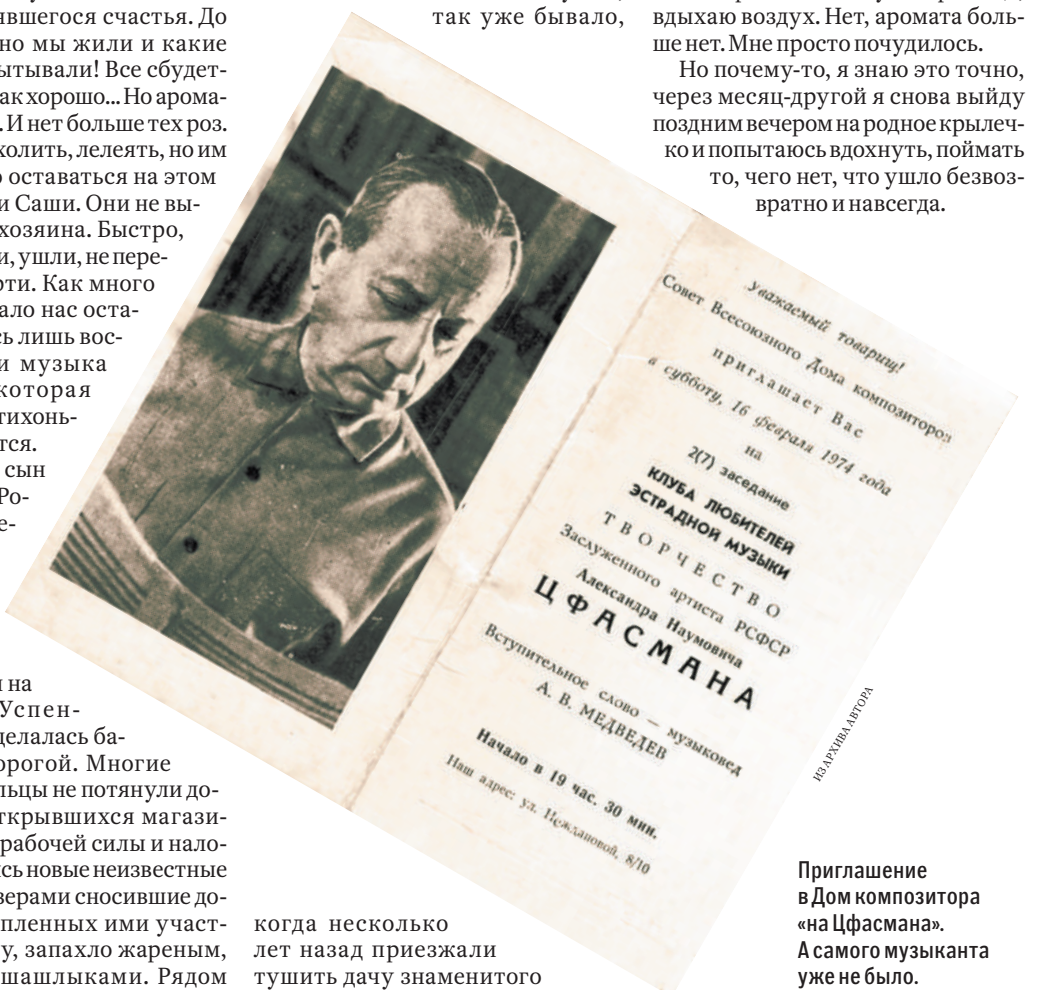 вшегося счастья. До
но мы жили и какие
ытывали! Все сбудет-
ак хорошо... Но арома-
. И нет больше тех роз.
холить, лелеять, но им
о оставаться на этом
и Саши. Они не вы-
хозяина. Быстро,
и, ушли, не пере-
рти. Как много
ало нас оста-
сь лишь вос-
и музыка
которая
тихонь-
тся.
сын
Ро-
е-
на
Успен-
делалась ба-
орогой. Многие
льцы не потянули до-
ткрывшихся магази-
рабочей силы и нало-
сь новые неизвестные
зерами сносившие до-
пленных ими участ-
у, запахло жареным,
шашлыками. Рядом
так уже бывало,
когда несколько
лет назад приезжали
тушить дачу знаменитого
вдыхаю воздух. Нет, аромата боль-
ше нет. Мне просто почудилось.
Но почему-то, я знаю это точно,
через месяц-другой я снова выйду
поздним вечером на родное крылеч-
ко и попытаюсь вдохнуть, поймать
то, чего нет, что ушло безвоз-
вратно и навсегда.
Уважаемый товарищ!
Совет Всесоюзного Дома композиторов
приглашает Вас
в субботу, 16 февраля 1974 года
на
2(7) заседание
КЛУБА ЛЮБИТЕЛЕЙ
ЭСТРАДНОЙ МУЗЫКИ
ТВОРЧЕСТВО
Заслуженного артиста РСФСР
Александра Наумовича
ЦФАСМАНА
Вступительное слово — музыковед
А. В. МЕДВЕДЕВ
Начало в 19 час. 30 мин.
Наш адрес: ул. Неждановой, 8/10
ИЗ АРХИВА АВТОРА
Приглашение
в Дом композитора
«на Цфасмана».
А самого музыканта
уже не было.